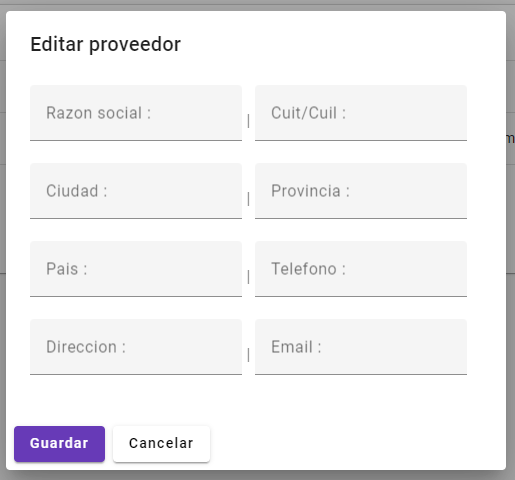 Editar proveedor
Razon social : | Cuit/Cuil :
Ciudad : | Provincia :
Pais : | Telefono :
Direccion : | Email :
Guardar Cancelar